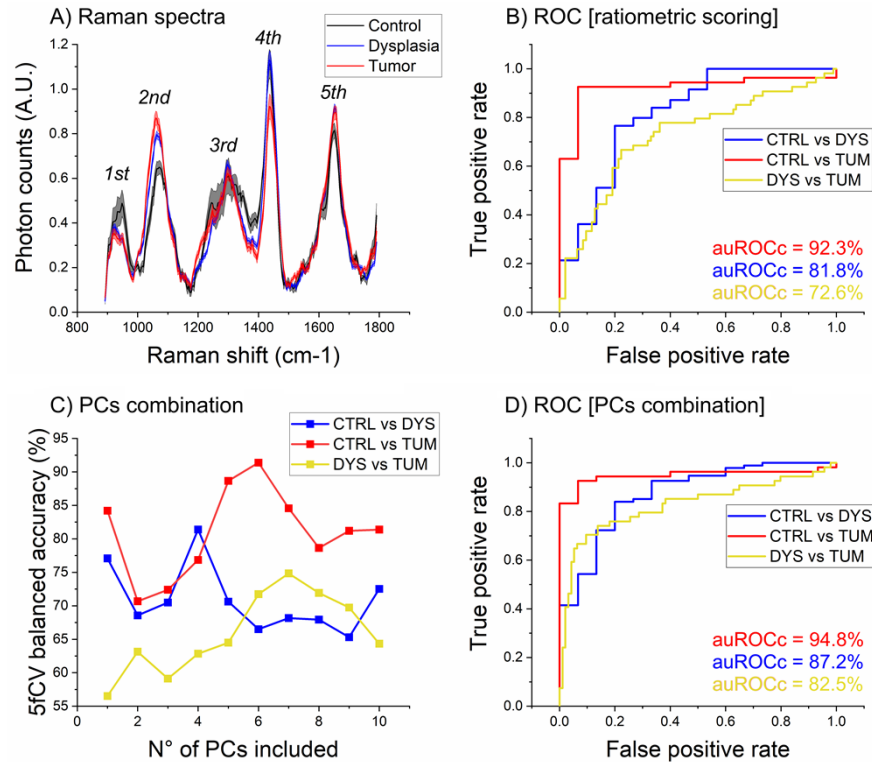 A) Raman spectra
Control
Dysplasia
Tumor
1st
2nd
3rd
4th
5th
Photon counts (A.U.)
0.0
0.2
0.4
0.6
0.8
1.0
1.2
800 1000 1200 1400 1600 1800
Raman shift (cm-1)
B) ROC [ratiometric scoring]
CTRL vs DYS
CTRL vs TUM
DYS vs TUM
auROCc = 92.3%
auROCc = 81.8%
auROCc = 72.6%
True positive rate
1.0
0.8
0.6
0.4
0.2
0.0
0.0 0.2 0.4 0.6 0.8 1.0
False positive rate
C) PCs combination
CTRL vs DYS
CTRL vs TUM
DYS vs TUM
5fCV balanced accuracy (%)
95
90
85
80
75
70
65
60
55
2 4 6 8 10
N° of PCs included
D) ROC [PCs combination]
CTRL vs DYS
CTRL vs TUM
DYS vs TUM
auROCc = 94.8%
auROCc = 87.2%
auROCc = 82.5%
True positive rate
1.0
0.8
0.6
0.4
0.2
0.0
0.0 0.2 0.4 0.6 0.8 1.0
False positive rate